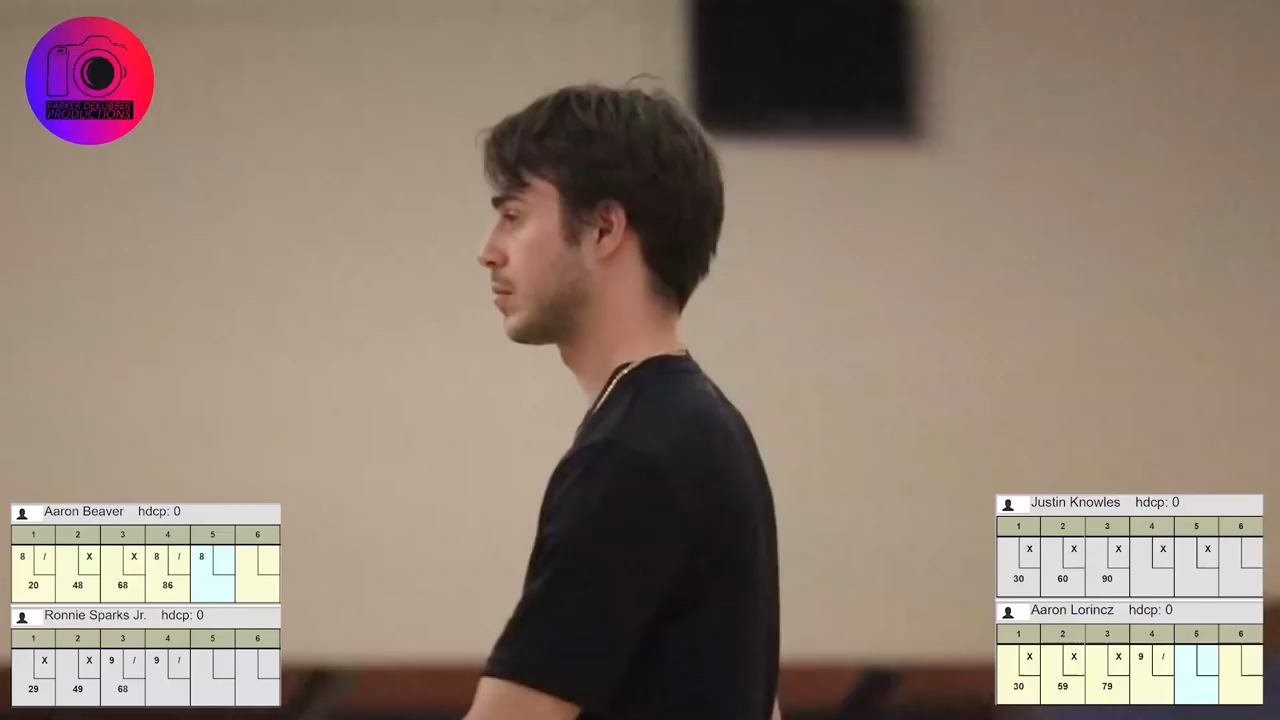 PARKER DEKUBBER
PRODUCTIONS
Aaron Beaver hdcp: 0
1 2 3 4 5 6
8 / X X 8 / 8
20 48 68 86
Ronnie Sparks Jr. hdcp: 0
1 2 3 4 5 6
X X 9 / 9 /
29 49 68
Justin Knowles hdcp: 0
1 2 3 4 5 6
X X X X X
30 60 90
Aaron Lorincz hdcp: 0
1 2 3 4 5 6
X X X 9 /
30 59 79